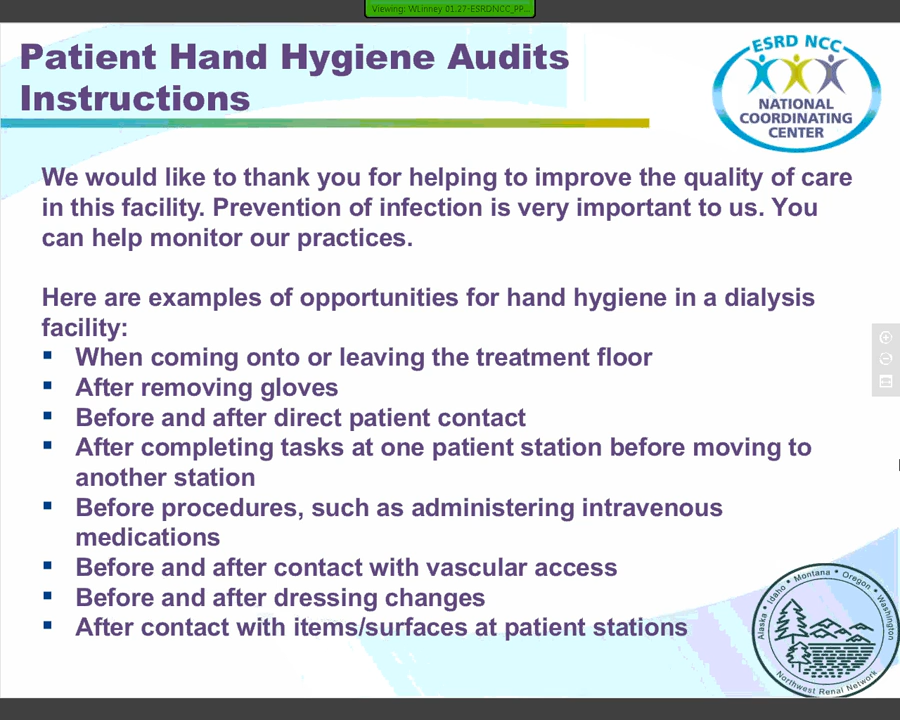 Viewing: WLinney 01.27-ESRDNCC_PP...
Patient Hand Hygiene Audits
Instructions
ESRD NCC
NATIONAL
COORDINATING
CENTER
We would like to thank you for helping to improve the quality of care
in this facility. Prevention of infection is very important to us. You
can help monitor our practices.
Here are examples of opportunities for hand hygiene in a dialysis
facility:
▪ When coming onto or leaving the treatment floor
▪ After removing gloves
▪ Before and after direct patient contact
▪ After completing tasks at one patient station before moving to
another station
▪ Before procedures, such as administering intravenous
medications
▪ Before and after contact with vascular access
▪ Before and after dressing changes
▪ After contact with items/surfaces at patient stations
Alaska • Idaho • Montana • Oregon • Washington
Northwest Renal Network